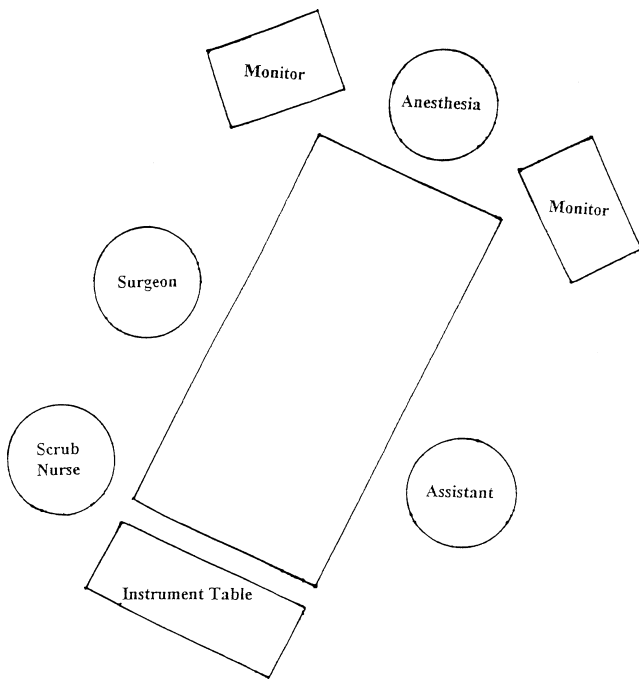 Monitor
Anesthesia
Monitor
Surgeon
Scrub
Nurse
Assistant
Instrument Table